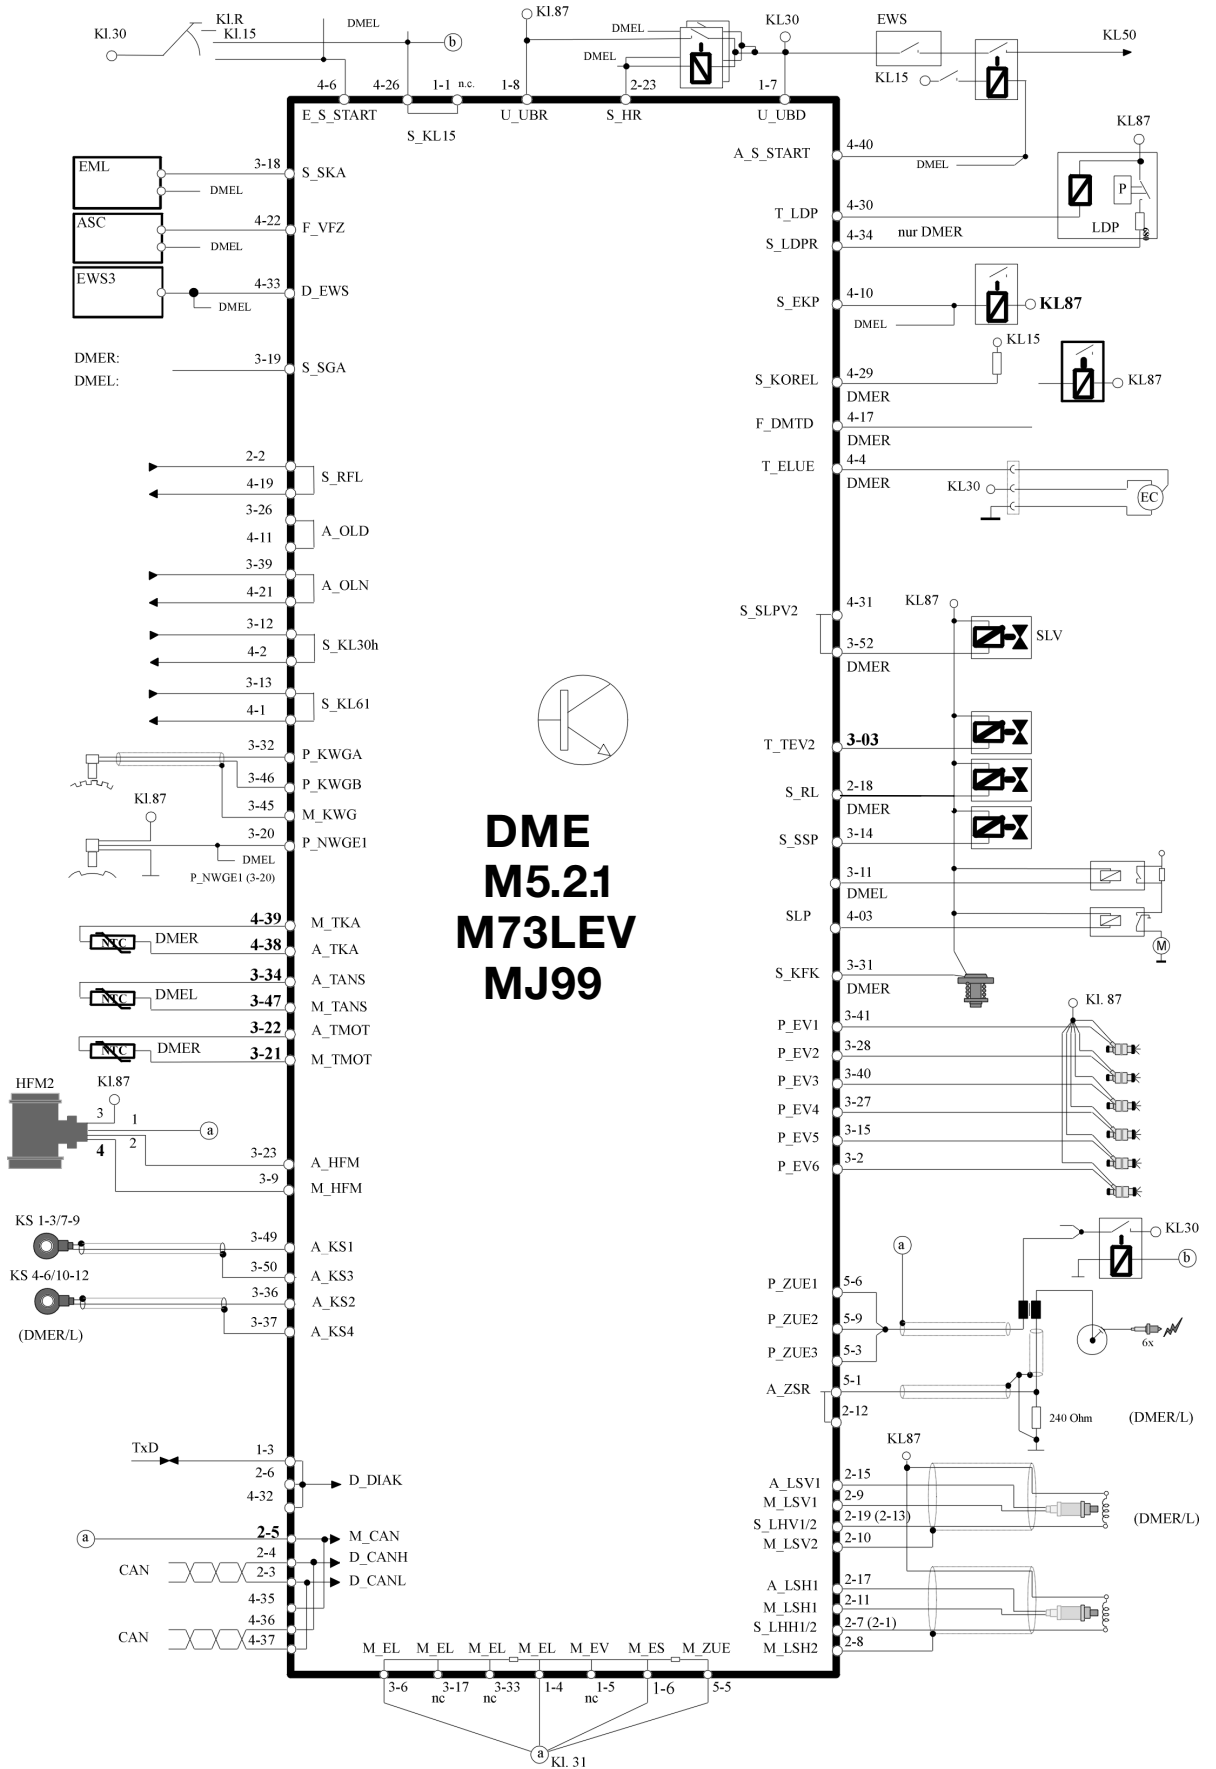 KI.R
KI.30
KI.15
DMEL
b
KI.87
DMEL
DMEL
KL30
EWS
KL50
KL15
4-6
4-26
1-1 n.c.
1-8
2-23
1-7
E_S_START
S_KL15
U_UBR
S_HR
U_UBD
A_S_START
4-40
DMEL
KL87
EML
3-18
S_SKA
DMEL
ASC
4-22
F_VFZ
DMEL
EWS3
4-33
D_EWS
DMEL
DMER:
DMEL:
3-19
S_SGA
T_LDP
4-30
P
LDP
680
S_LDPR
4-34
nur DMER
S_EKP
4-10
KL87
DMEL
KL15
S_KOREL
4-29
DMER
KL87
F_DMTD
4-17
DMER
T_ELUE
4-4
DMER
KL30
EC
2-2
4-19
S_RFL
3-26
4-11
A_OLD
3-39
4-21
A_OLN
3-12
4-2
S_KL30h
3-13
4-1
S_KL61
3-32
P_KWGA
3-46
P_KWGB
3-45
M_KWG
KI.87
3-20
P_NWGE1
DMEL
P_NWGE1 (3-20)
S_SLPV2
4-31
KL87
SLV
3-52
DMER
T_TEV2
3-03
S_RL
2-18
DMER
S_SSP
3-14
3-11
DMEL
SLP
4-03
M
S_KFK
3-31
DMER
DME
M5.2.1
M73LEV
MJ99
4-39
M_TKA
NTC
DMER
4-38
A_TKA
3-34
A_TANS
NTC
DMEL
3-47
M_TANS
3-22
A_TMOT
NTC
DMER
3-21
M_TMOT
HFM2
KI.87
3
1
a
2
4
3-23
A_HFM
3-9
M_HFM
KI. 87
P_EV1
3-41
P_EV2
3-28
P_EV3
3-40
P_EV4
3-27
P_EV5
3-15
P_EV6
3-2
KS 1-3/7-9
3-49
A_KS1
3-50
A_KS3
KS 4-6/10-12
3-36
A_KS2
3-37
A_KS4
(DMER/L)
KL30
a
b
P_ZUE1
5-6
P_ZUE2
5-9
P_ZUE3
5-3
6x
A_ZSR
5-1
2-12
240 Ohm
(DMER/L)
TxD
1-3
2-6
D_DIAK
4-32
a
2-5
M_CAN
2-4
D_CANH
CAN
2-3
D_CANL
4-35
4-36
CAN
4-37
KL87
A_LSV1
2-15
M_LSV1
2-9
S_LHV1/2
2-19 (2-13)
(DMER/L)
M_LSV2
2-10
A_LSH1
2-17
M_LSH1
2-11
S_LHH1/2
2-7 (2-1)
M_LSH2
2-8
M_EL
M_EL
M_EL
M_EL
M_EV
M_ES
M_ZUE
3-6
3-17
3-33
1-4
1-5
1-6
5-5
nc
nc
nc
a
KI. 31